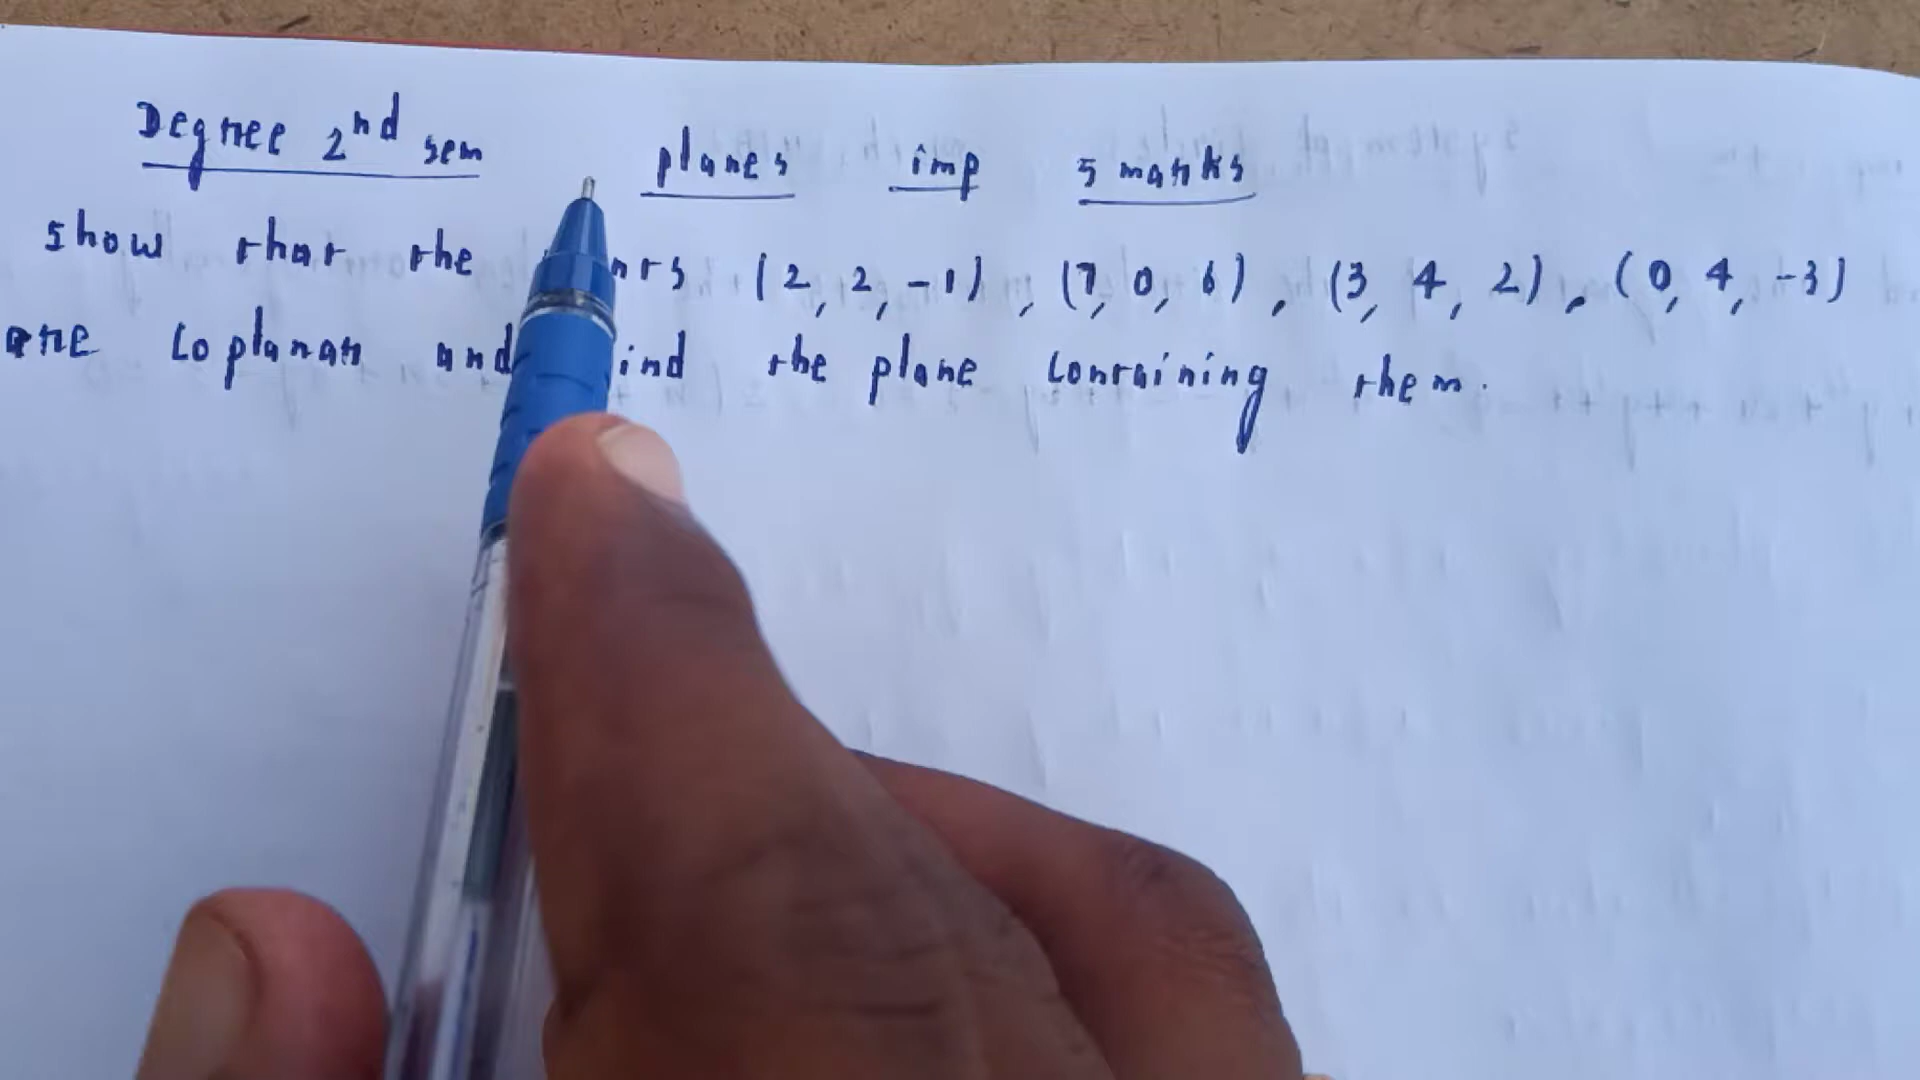 Degree 2nd sem planes imp 5 marks
show that the (2, 2, -1), (7, 0, 6), (3, 4, 2), (0, 4, -3)
are coplanar and the plane containing them.